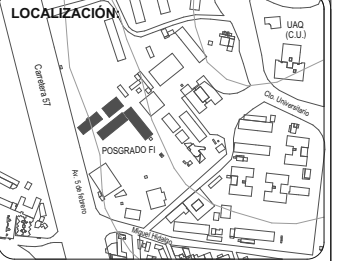 LOCALIZACIÓN:
UAQ
(C.U.)
Carretera 57
Cto. Universitario
POSGRADO FI
Av. 5 de febrero
Miguel Hidalgo